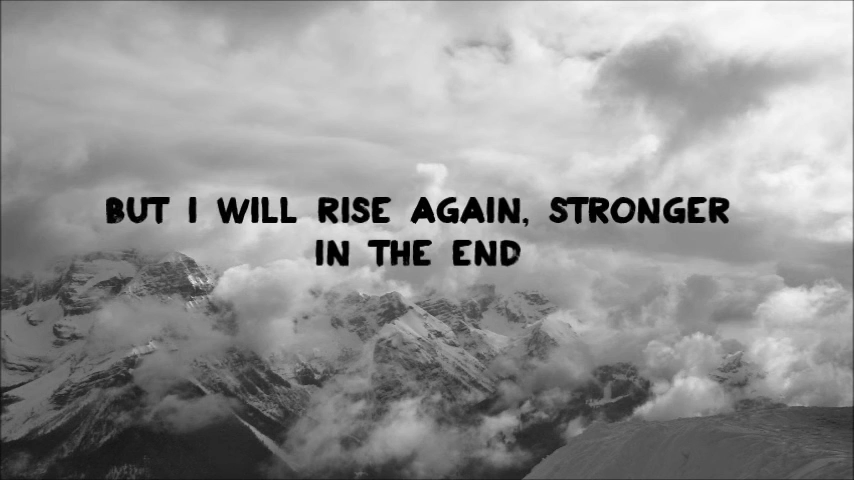 BUT I WILL RISE AGAIN, STRONGER
IN THE END